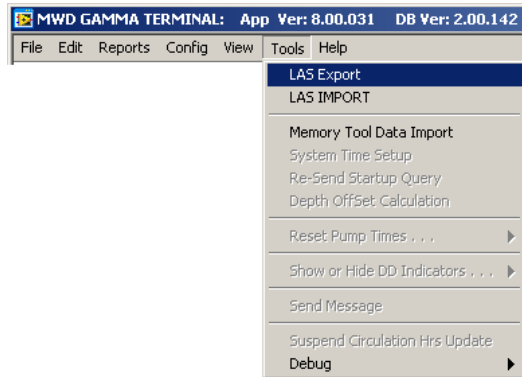 MWD GAMMA TERMINAL: App Ver: 8.00.031 DB Ver: 2.00.142
File Edit Reports Config View Tools Help
LAS Export
LAS IMPORT
Memory Tool Data Import
System Time Setup
Re-Send Startup Query
Depth OffSet Calculation
Reset Pump Times . . .
Show or Hide DD Indicators . . .
Send Message
Suspend Circulation Hrs Update
Debug